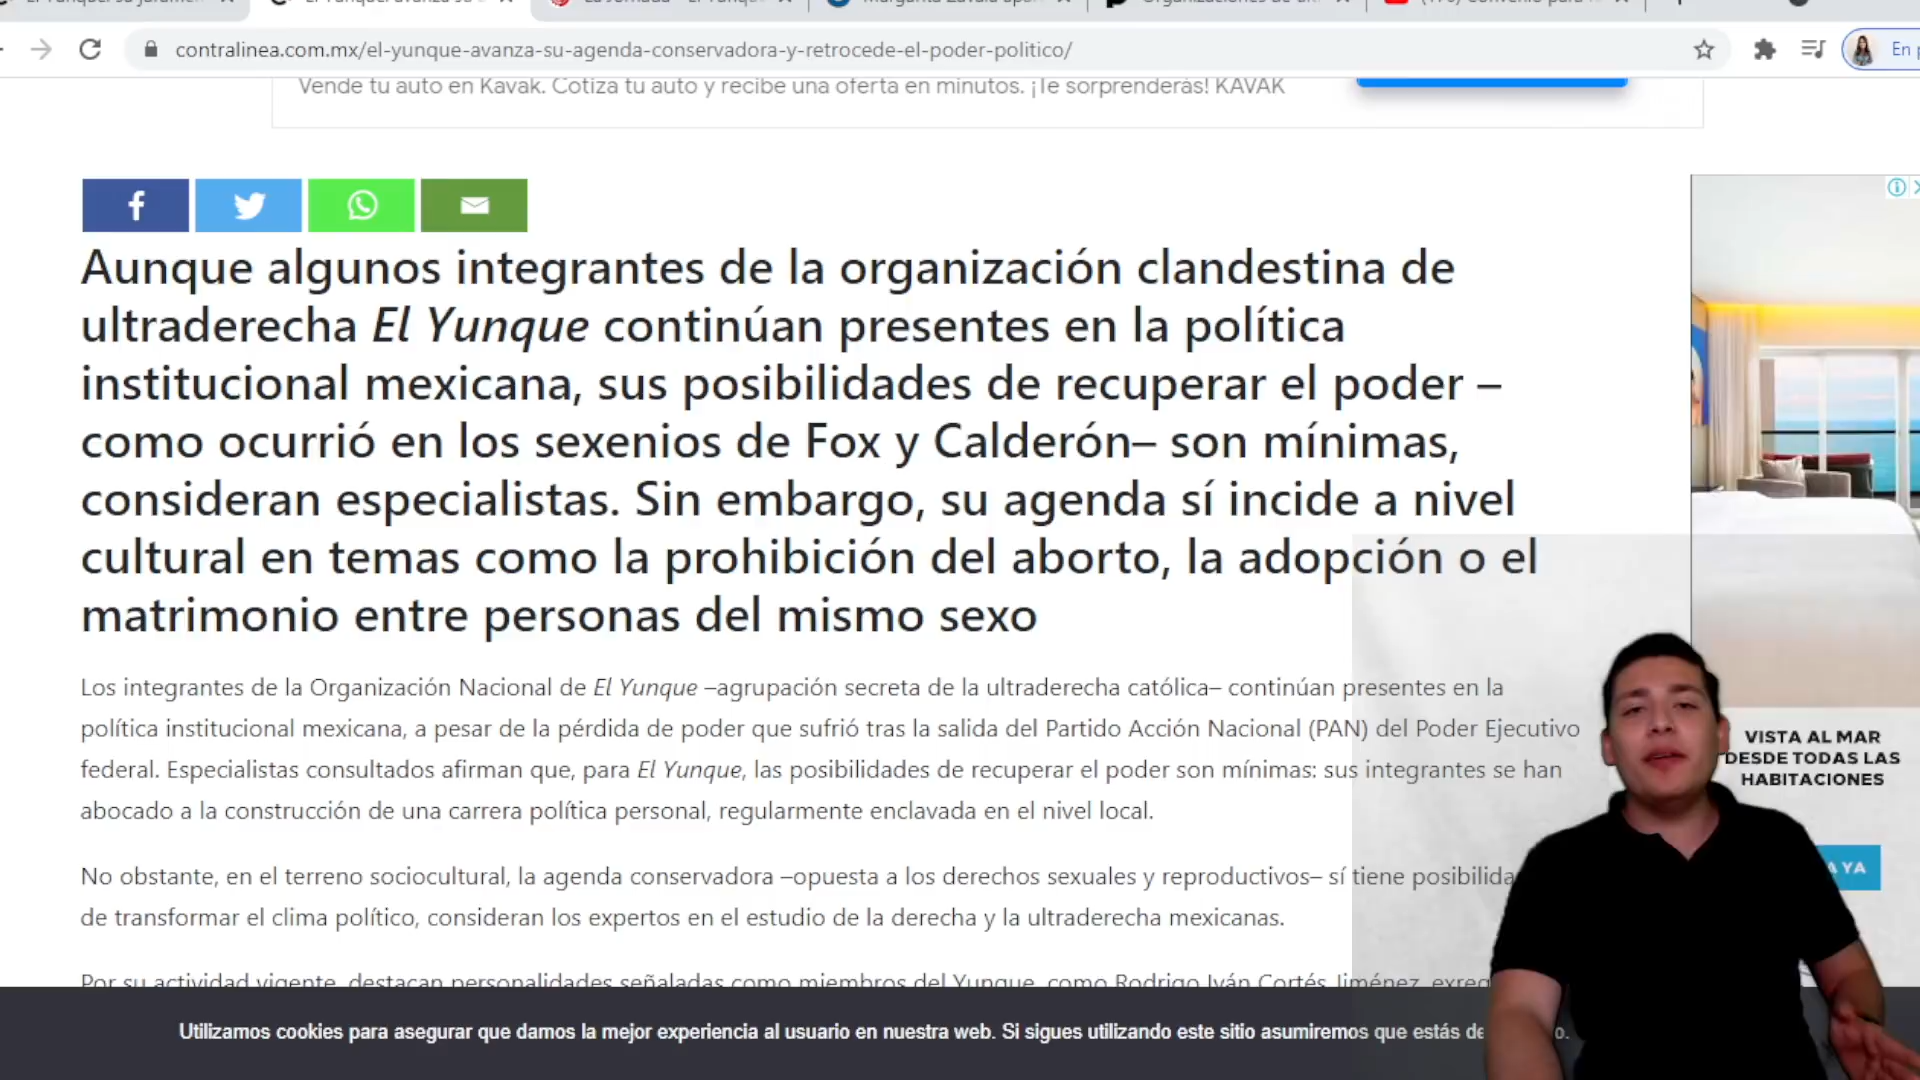 contralinea.com.mx/el-yunque-avanza-su-agenda-conservadora-y-retrocede-el-poder-politico/
En
Vende tu auto en Kavak. Cotiza tu auto y recibe una oferta en minutos. ¡Te sorprenderás! KAVAK
Aunque algunos integrantes de la organización clandestina de
ultraderecha El Yunque continúan presentes en la política
institucional mexicana, sus posibilidades de recuperar el poder –
como ocurrió en los sexenios de Fox y Calderón– son mínimas,
consideran especialistas. Sin embargo, su agenda sí incide a nivel
cultural en temas como la prohibición del aborto, la adopción o el
matrimonio entre personas del mismo sexo
Los integrantes de la Organización Nacional de El Yunque –agrupación secreta de la ultraderecha católica– continúan presentes en la
política institucional mexicana, a pesar de la pérdida de poder que sufrió tras la salida del Partido Acción Nacional (PAN) del Poder Ejecutivo
federal. Especialistas consultados afirman que, para El Yunque, las posibilidades de recuperar el poder son mínimas: sus integrantes se han
abocado a la construcción de una carrera política personal, regularmente enclavada en el nivel local.
No obstante, en el terreno sociocultural, la agenda conservadora –opuesta a los derechos sexuales y reproductivos– sí tiene
de transformar el clima político, consideran los expertos en el estudio de la derecha y la ultraderecha mexicanas.
Por su actividad vigente, destacan personalidades señaladas como miembros del Yunque, como Rodrigo Iván Cortés Jiménez,
VISTA AL MAR
DESDE TODAS LAS
HABITACIONES
YA
Utilizamos cookies para asegurar que damos la mejor experiencia al usuario en nuestra web. Si sigues utilizando este sitio asumiremos que estás